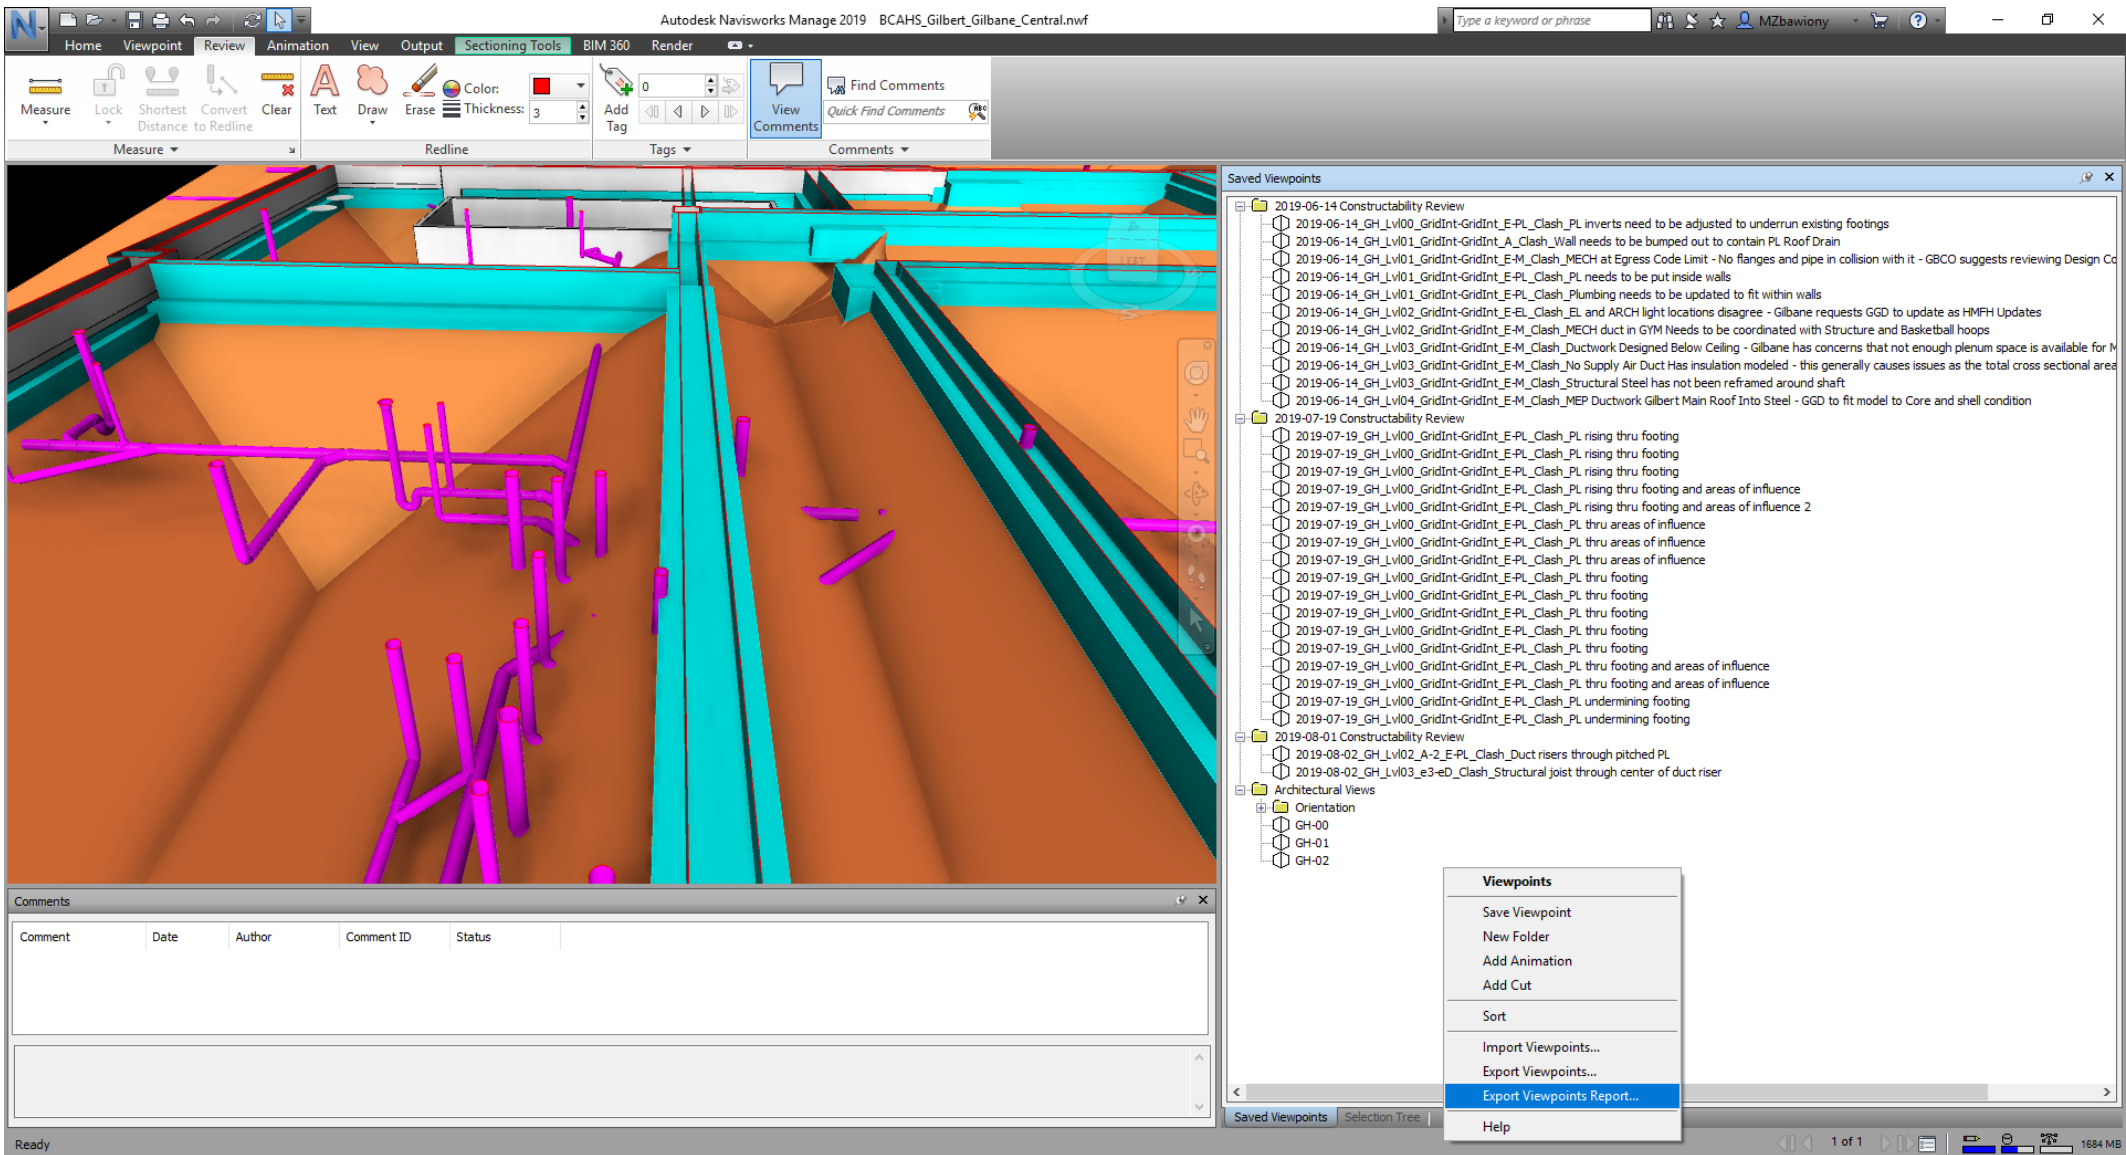 Autodesk Navisworks Manage 2019 BCAHS_Gilbert_Gilbane_Central.nwf
Type a keyword or phrase
MZbawiony
Home Viewpoint Review Animation View Output Sectioning Tools BIM 360 Render
Measure
Lock
Shortest Distance
Convert to Redline
Clear
Text
Draw
Erase
Color:
Thickness: 3
Add Tag
0
View Comments
Find Comments
Quick Find Comments
Measure
Redline
Tags
Comments
LEFT
Saved Viewpoints
2019-06-14 Constructability Review
2019-06-14_GH_Lvl00_GridInt-GridInt_E-PL_Clash_PL inverts need to be adjusted to underrun existing footings
2019-06-14_GH_Lvl01_GridInt-GridInt_A_Clash_Wall needs to be bumped out to contain PL Roof Drain
2019-06-14_GH_Lvl01_GridInt-GridInt_E-M_Clash_MECH at Egress Code Limit - No flanges and pipe in collision with it - GBCO suggests reviewing Design Co
2019-06-14_GH_Lvl01_GridInt-GridInt_E-PL_Clash_PL needs to be put inside walls
2019-06-14_GH_Lvl01_GridInt-GridInt_E-PL_Clash_Plumbing needs to be updated to fit within walls
2019-06-14_GH_Lvl02_GridInt-GridInt_E-EL_Clash_EL and ARCH light locations disagree - Gilbane requests GGD to update as HMFH Updates
2019-06-14_GH_Lvl02_GridInt-GridInt_E-M_Clash_MECH duct in GYM Needs to be coordinated with Structure and Basketball hoops
2019-06-14_GH_Lvl03_GridInt-GridInt_E-M_Clash_Ductwork Designed Below Ceiling - Gilbane has concerns that not enough plenum space is available for M
2019-06-14_GH_Lvl03_GridInt-GridInt_E-M_Clash_No Supply Air Duct Has insulation modeled - this generally causes issues as the total cross sectional area
2019-06-14_GH_Lvl03_GridInt-GridInt_E-M_Clash_Structural Steel has not been reframed around shaft
2019-06-14_GH_Lvl04_GridInt-GridInt_E-M_Clash_MEP Ductwork Gilbert Main Roof Into Steel - GGD to fit model to Core and shell condition
2019-07-19 Constructability Review
2019-07-19_GH_Lvl00_GridInt-GridInt_E-PL_Clash_PL rising thru footing
2019-07-19_GH_Lvl00_GridInt-GridInt_E-PL_Clash_PL rising thru footing
2019-07-19_GH_Lvl00_GridInt-GridInt_E-PL_Clash_PL rising thru footing
2019-07-19_GH_Lvl00_GridInt-GridInt_E-PL_Clash_PL rising thru footing and areas of influence
2019-07-19_GH_Lvl00_GridInt-GridInt_E-PL_Clash_PL rising thru footing and areas of influence 2
2019-07-19_GH_Lvl00_GridInt-GridInt_E-PL_Clash_PL thru areas of influence
2019-07-19_GH_Lvl00_GridInt-GridInt_E-PL_Clash_PL thru areas of influence
2019-07-19_GH_Lvl00_GridInt-GridInt_E-PL_Clash_PL thru areas of influence
2019-07-19_GH_Lvl00_GridInt-GridInt_E-PL_Clash_PL thru footing
2019-07-19_GH_Lvl00_GridInt-GridInt_E-PL_Clash_PL thru footing
2019-07-19_GH_Lvl00_GridInt-GridInt_E-PL_Clash_PL thru footing
2019-07-19_GH_Lvl00_GridInt-GridInt_E-PL_Clash_PL thru footing
2019-07-19_GH_Lvl00_GridInt-GridInt_E-PL_Clash_PL thru footing
2019-07-19_GH_Lvl00_GridInt-GridInt_E-PL_Clash_PL thru footing and areas of influence
2019-07-19_GH_Lvl00_GridInt-GridInt_E-PL_Clash_PL thru footing and areas of influence
2019-07-19_GH_Lvl00_GridInt-GridInt_E-PL_Clash_PL undermining footing
2019-07-19_GH_Lvl00_GridInt-GridInt_E-PL_Clash_PL undermining footing
2019-08-01 Constructability Review
2019-08-02_GH_Lvl02_A-2_E-PL_Clash_Duct risers through pitched PL
2019-08-02_GH_Lvl03_e3-eD_Clash_Structural joist through center of duct riser
Architectural Views
Orientation
GH-00
GH-01
GH-02
Viewpoints
Save Viewpoint
New Folder
Add Animation
Add Cut
Sort
Import Viewpoints...
Export Viewpoints...
Export Viewpoints Report...
Help
Saved Viewpoints Selection Tree
Comments
Comment Date Author Comment ID Status
Ready
1 of 1
1684 MB